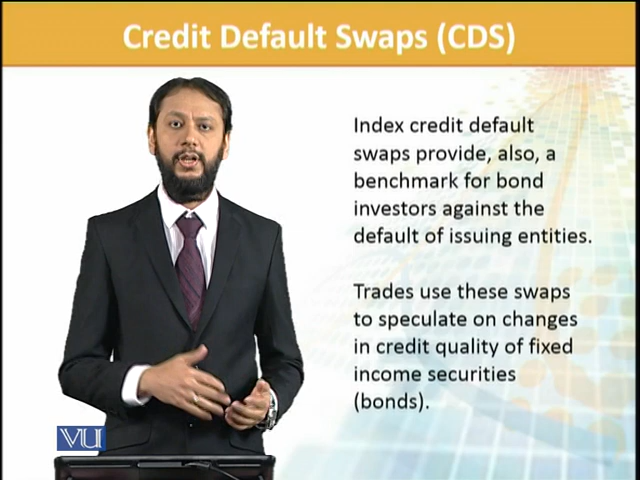 Credit Default Swaps (CDS)
Index credit default
swaps provide, also, a
benchmark for bond
investors against the
default of issuing entities.
Trades use these swaps
to speculate on changes
in credit quality of fixed
income securities
(bonds).
VU